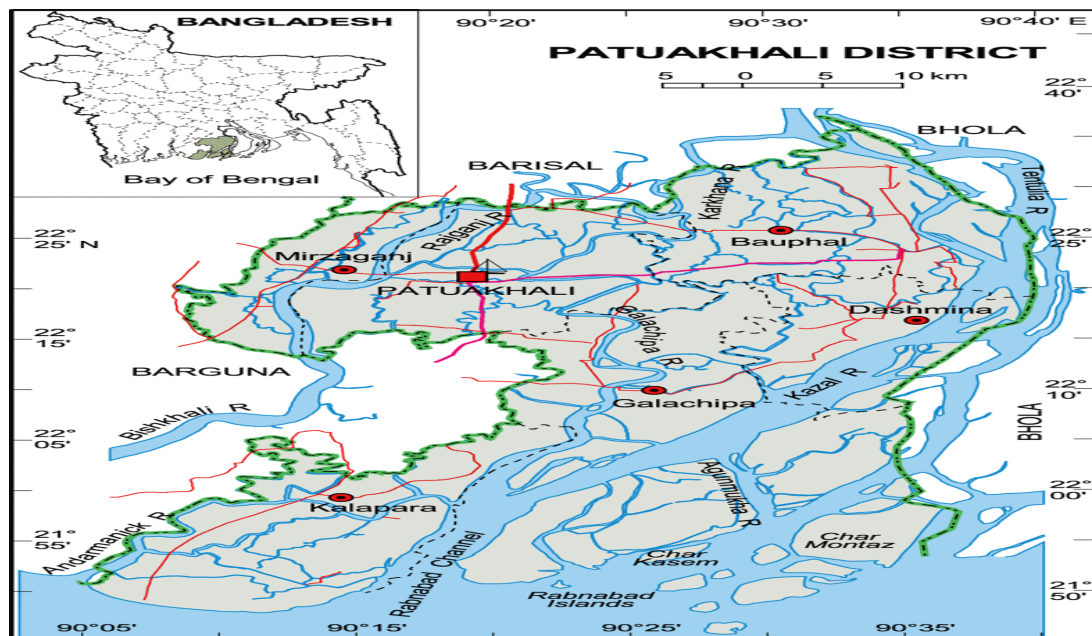 BANGLADESH
Bay of Bengal
90°20'
90°30'
90°40' E
PATUAKHALI DISTRICT
5 0 5 10 km
22°
40'
BHOLA
BARISAL
Karkhana R
Tentulia R
22°
25' N
Rajganj R
Bauphal
22°
25'
Mirzaganj
PATUAKHALI
Dashmina
22°
15'
Galachipa R
BARGUNA
Kazal R
22°
10'
Galachipa
Bishkhali R
BHOLA
22°
05'
Agunmukha R
22°
00'
Kalapara
Andarmanick R
21°
55'
Char
Montaz
Char
Kasem
Rabnabad Channel
Rabnabad
Islands
21°
50'
90°05'
90°15'
90°25'
90°35'